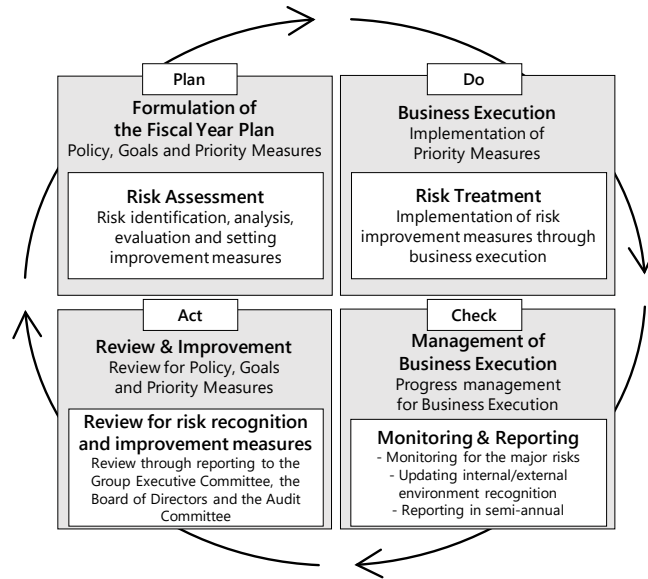 Plan
Formulation of
the Fiscal Year Plan
Policy, Goals and Priority Measures
Risk Assessment
Risk identification, analysis,
evaluation and setting
improvement measures
Do
Business Execution
Implementation of
Priority Measures
Risk Treatment
Implementation of risk
improvement measures through
business execution
Act
Review & Improvement
Review for Policy, Goals
and Priority Measures
Review for risk recognition
and improvement measures
Review through reporting to the
Group Executive Committee, the
Board of Directors and the Audit
Committee
Check
Management of
Business Execution
Progress management
for Business Execution
Monitoring & Reporting
- Monitoring for the major risks
- Updating internal/external
environment recognition
- Reporting in semi-annual